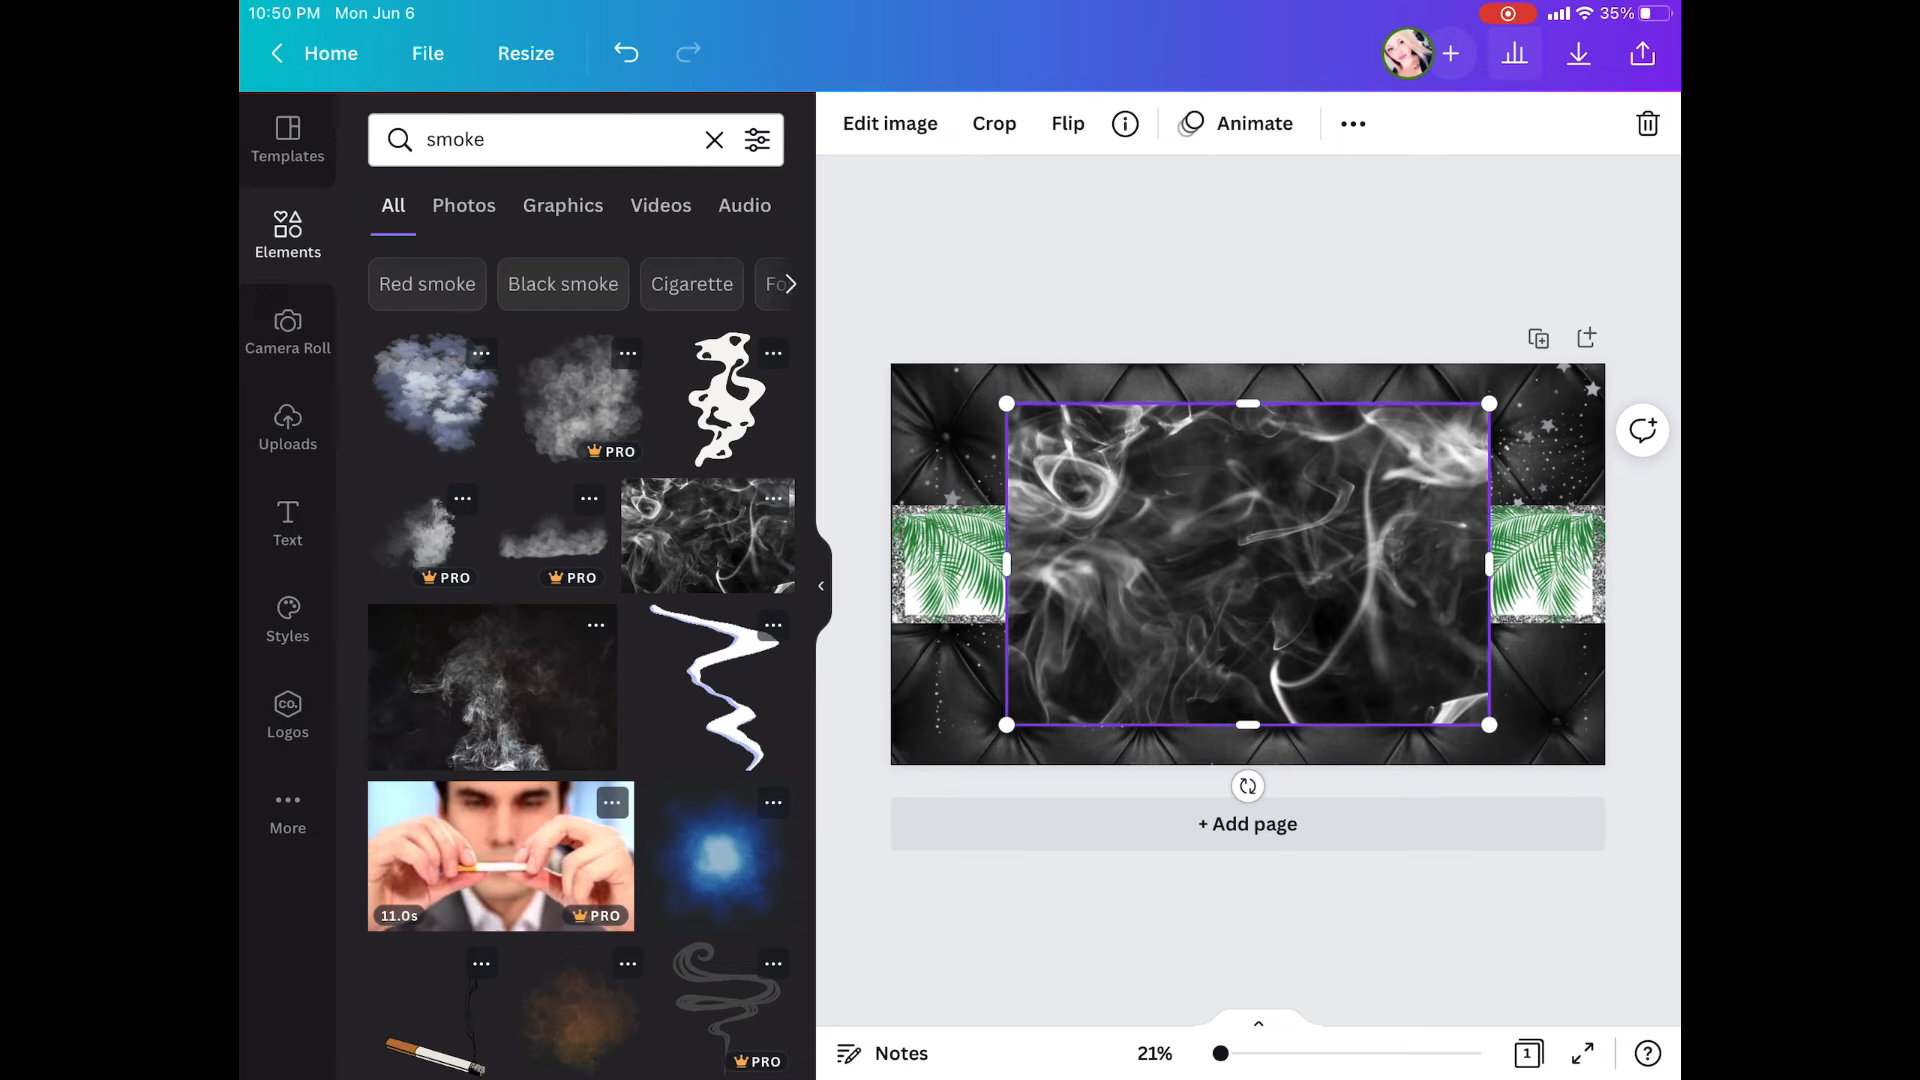 10:50 PM Mon Jun 6
35%
Home File Resize
Templates
Elements
Camera Roll
Uploads
Text
Styles
CO.
Logos
More
smoke
All Photos Graphics Videos Audio
Red smoke Black smoke Cigarette Fo
PRO
PRO PRO
11.0s PRO
PRO
Edit image Crop Flip Animate
+ Add page
Notes 21% 1